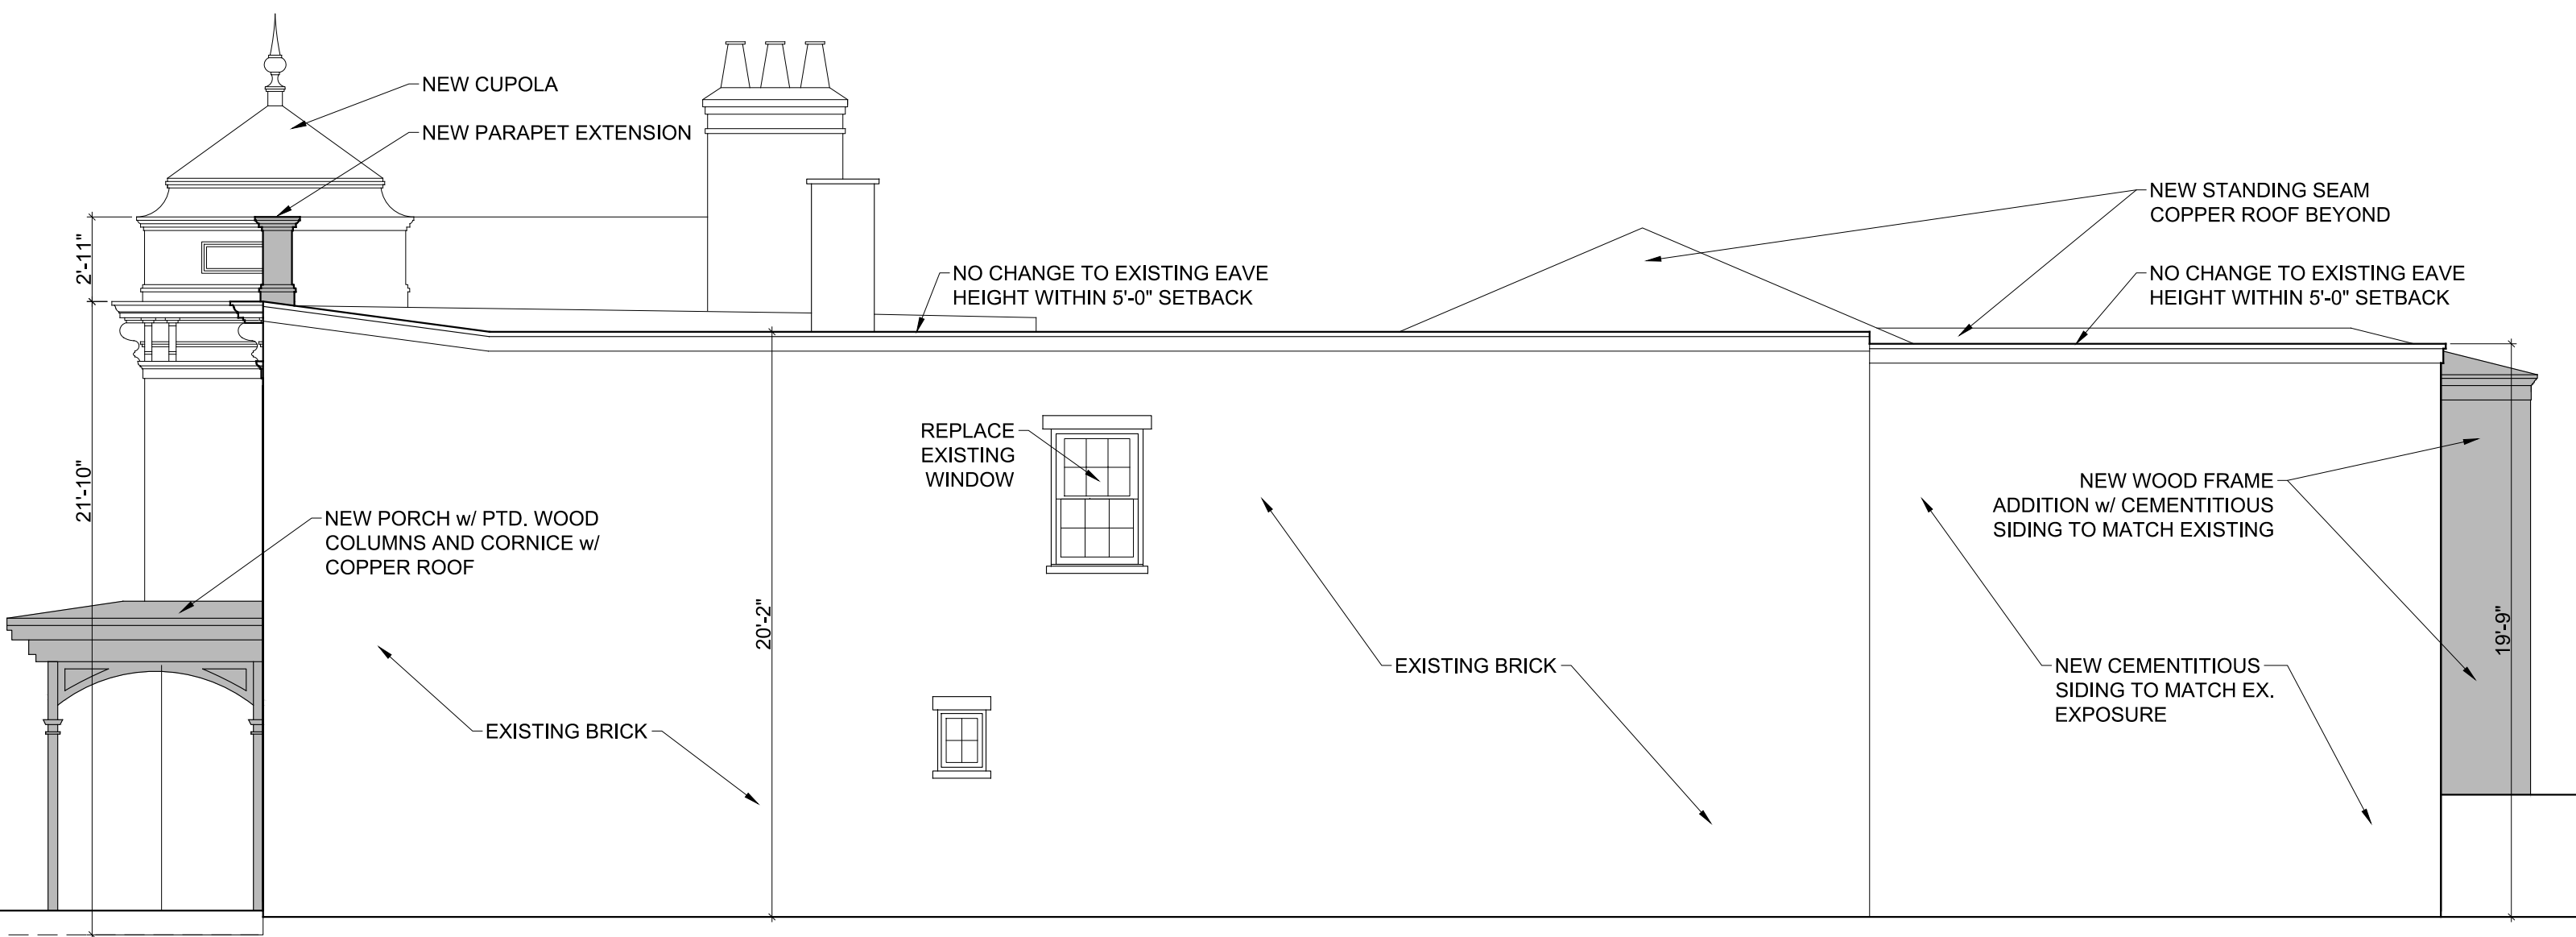 NEW CUPOLA
NEW PARAPET EXTENSION
2'-11"
21'-10"
NEW PORCH w/ PTD. WOOD
COLUMNS AND CORNICE w/
COPPER ROOF
EXISTING BRICK
20'-2"
NO CHANGE TO EXISTING EAVE
HEIGHT WITHIN 5'-0" SETBACK
REPLACE
EXISTING
WINDOW
EXISTING BRICK
NEW STANDING SEAM
COPPER ROOF BEYOND
NO CHANGE TO EXISTING EAVE
HEIGHT WITHIN 5'-0" SETBACK
NEW WOOD FRAME
ADDITION w/ CEMENTITIOUS
SIDING TO MATCH EXISTING
NEW CEMENTITIOUS
SIDING TO MATCH EX.
EXPOSURE
19'-9"